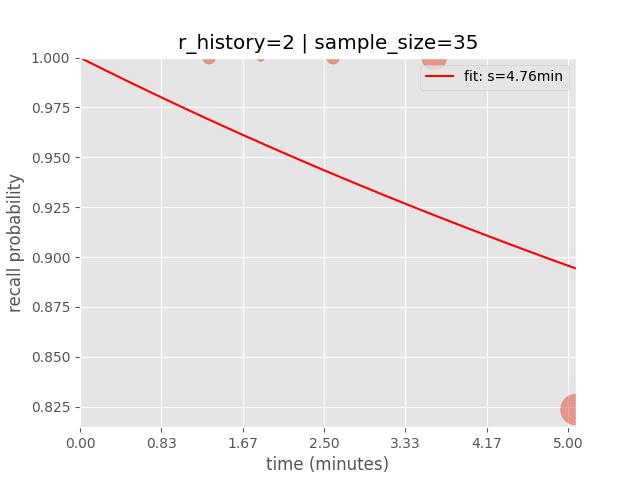 r_history=2 | sample_size=35
1.000
0.975
0.950
0.925
0.900
0.875
0.850
0.825
recall probability
fit: s=4.76min
0.00 0.83 1.67 2.50 3.33 4.17 5.00
time (minutes)